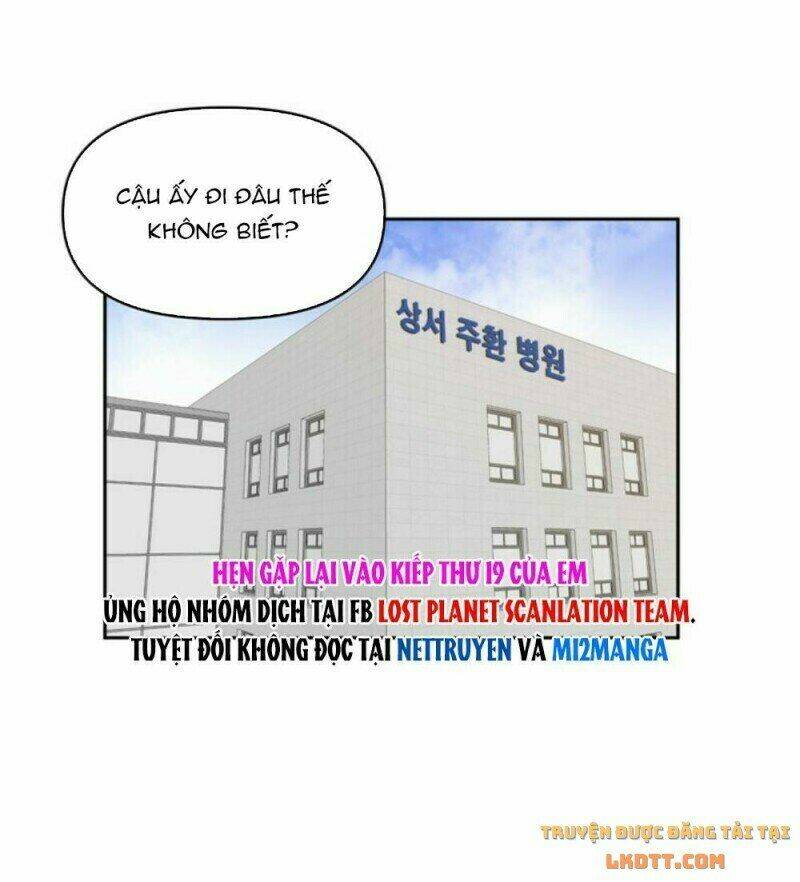 CẬU ẤY ĐI ĐÂU THẾ
KHÔNG BIẾT?
상서 주환 병원
HẸN GẶP LẠI VÀO KIẾP THƯ 19 CỦA EM
ỦNG HỘ NHÓM DỊCH TẠI FB LOST PLANET SCANLATION TEAM.
TUYỆT ĐỐI KHÔNG ĐỌC TẠI NETTRUYEN VÀ MI2MANGA
TRUYỆN ĐƯỢC ĐĂNG TẢI TẠI
LKDTT.COM